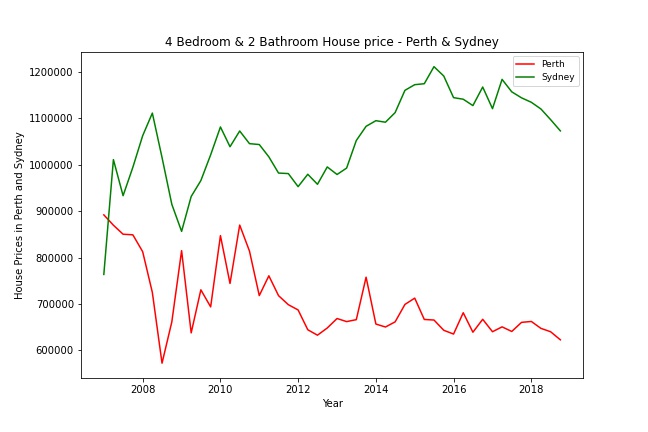 4 Bedroom & 2 Bathroom House price - Perth & Sydney
Perth
Sydney
House Prices in Perth and Sydney
1200000
1100000
1000000
900000
800000
700000
600000
2008 2010 2012 2014 2016 2018
Year